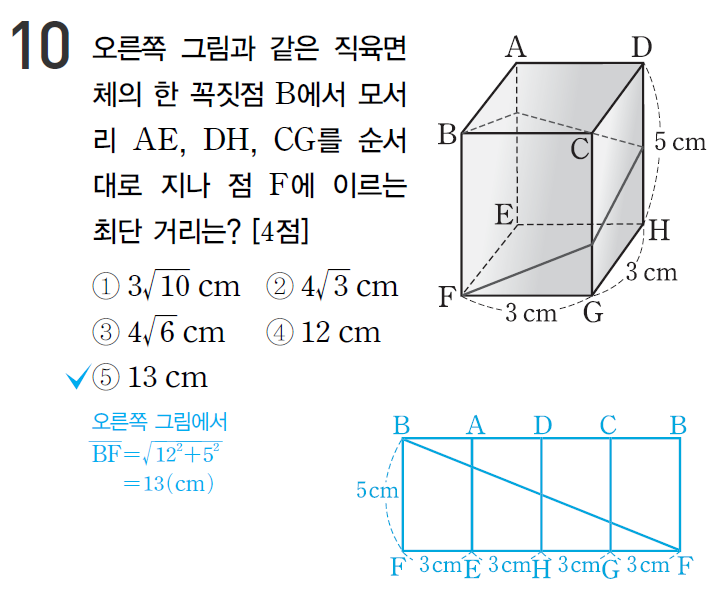 10 오른쪽 그림과 같은 직육면
체의 한 꼭짓점 B에서 모서
리 AE, DH, CG를 순서
대로 지나 점 F에 이르는
최단 거리는? [4점]
① 3√10 cm ② 4√3 cm
③ 4√6 cm ④ 12 cm
⑤ 13 cm
오른쪽 그림에서
BF=√12²+5²
=13(cm)
A D
B C 5 cm
E H
3 cm
F 3 cm G
B A D C B
5cm
F 3cm E 3cm H 3cm G 3cm F